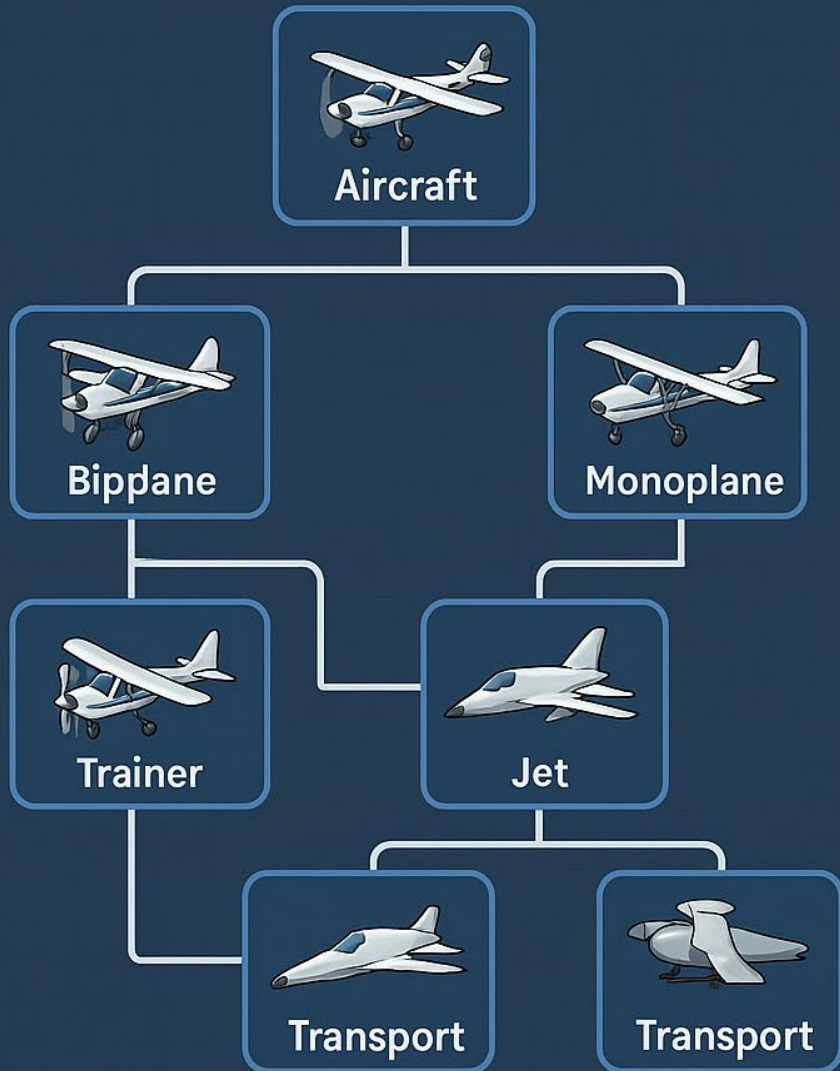 Aircraft
Bippane
Monoplane
Trainer
Jet
Transport
Transport